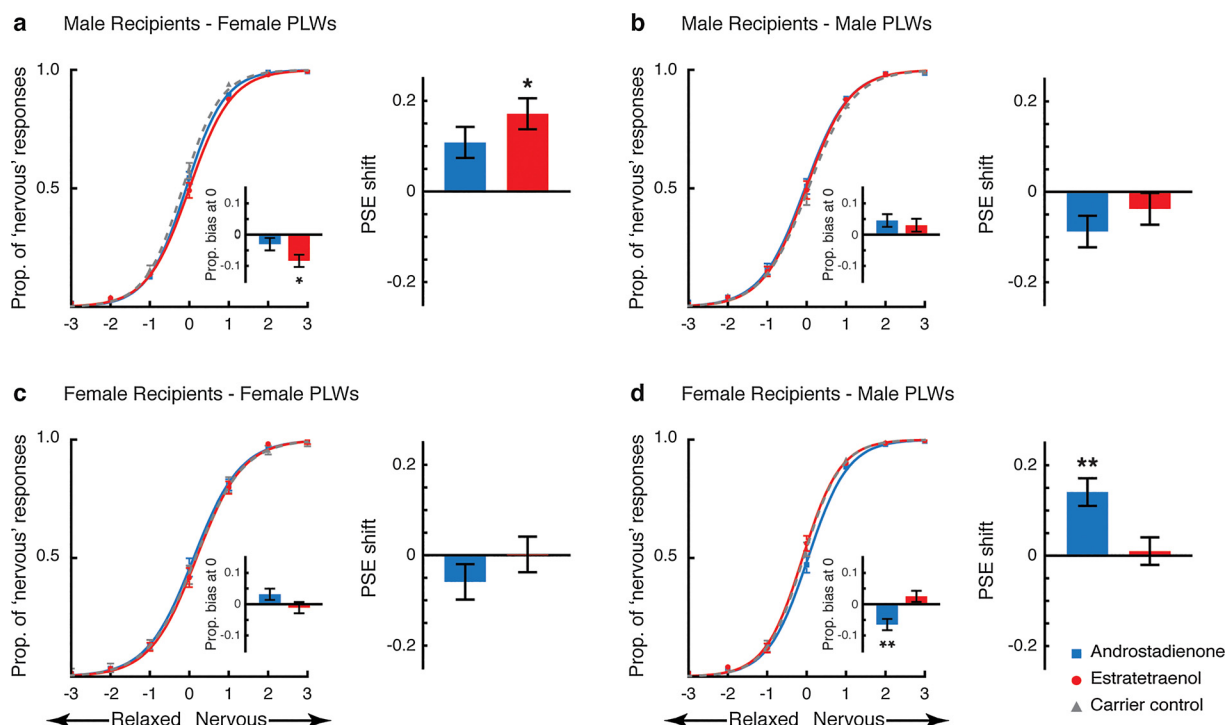 a Male Recipients - Female PLWs
Prop. of 'nervous' responses
1.0
0.5
-3 -2 -1 0 1 2 3
Prop. bias at 0
0.1
0
-0.1
*
PSE shift
0.2
0
-0.2
*
b Male Recipients - Male PLWs
Prop. of 'nervous' responses
1.0
0.5
-3 -2 -1 0 1 2 3
Prop. bias at 0
0.1
0
-0.1
PSE shift
0.2
0
-0.2
c Female Recipients - Female PLWs
Prop. of 'nervous' responses
1.0
0.5
-3 -2 -1 0 1 2 3
Relaxed Nervous
Prop. bias at 0
0.1
0
-0.1
PSE shift
0.2
0
-0.2
d Female Recipients - Male PLWs
Prop. of 'nervous' responses
1.0
0.5
-3 -2 -1 0 1 2 3
Relaxed Nervous
Prop. bias at 0
0.1
0
-0.1
**
PSE shift
0.2
0
-0.2
**
Androstadienone
Estratetraenol
Carrier control